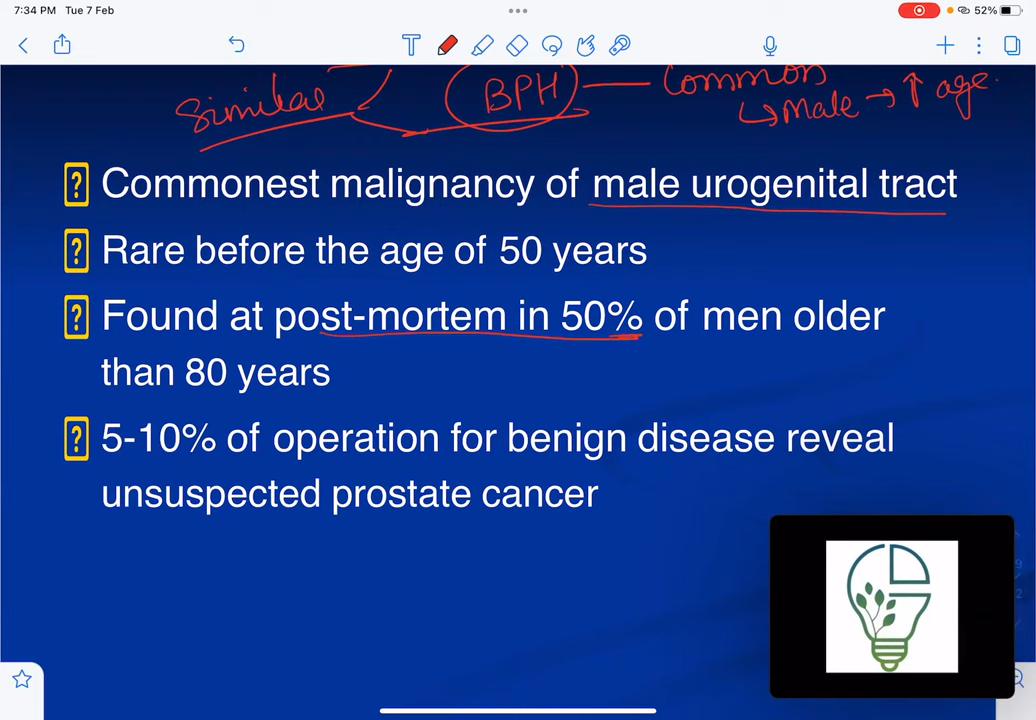 7:34 PM Tue 7 Feb
52%
Similar BPH — Common
↳ Male → ↑ age.
? Commonest malignancy of male urogenital tract
? Rare before the age of 50 years
? Found at post-mortem in 50% of men older
than 80 years
? 5-10% of operation for benign disease reveal
unsuspected prostate cancer